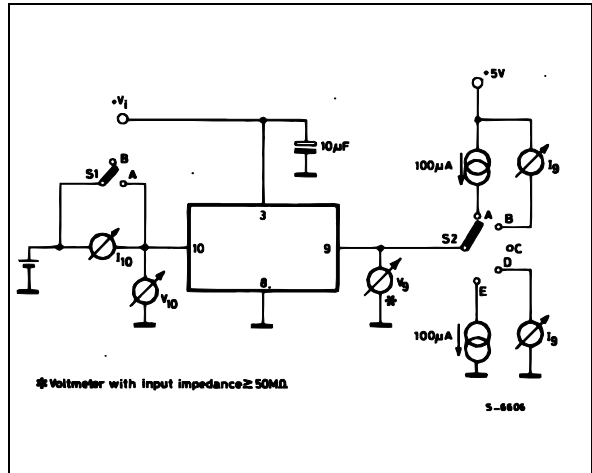 +5V
+Vi
10µF
100µA
I9
S1
B
A
A
B
S2
C
D
E
3
10
9
8
I10
V10
V9
*
100µA
I9
* Voltmeter with input impedance ≥ 50MΩ
S-6606